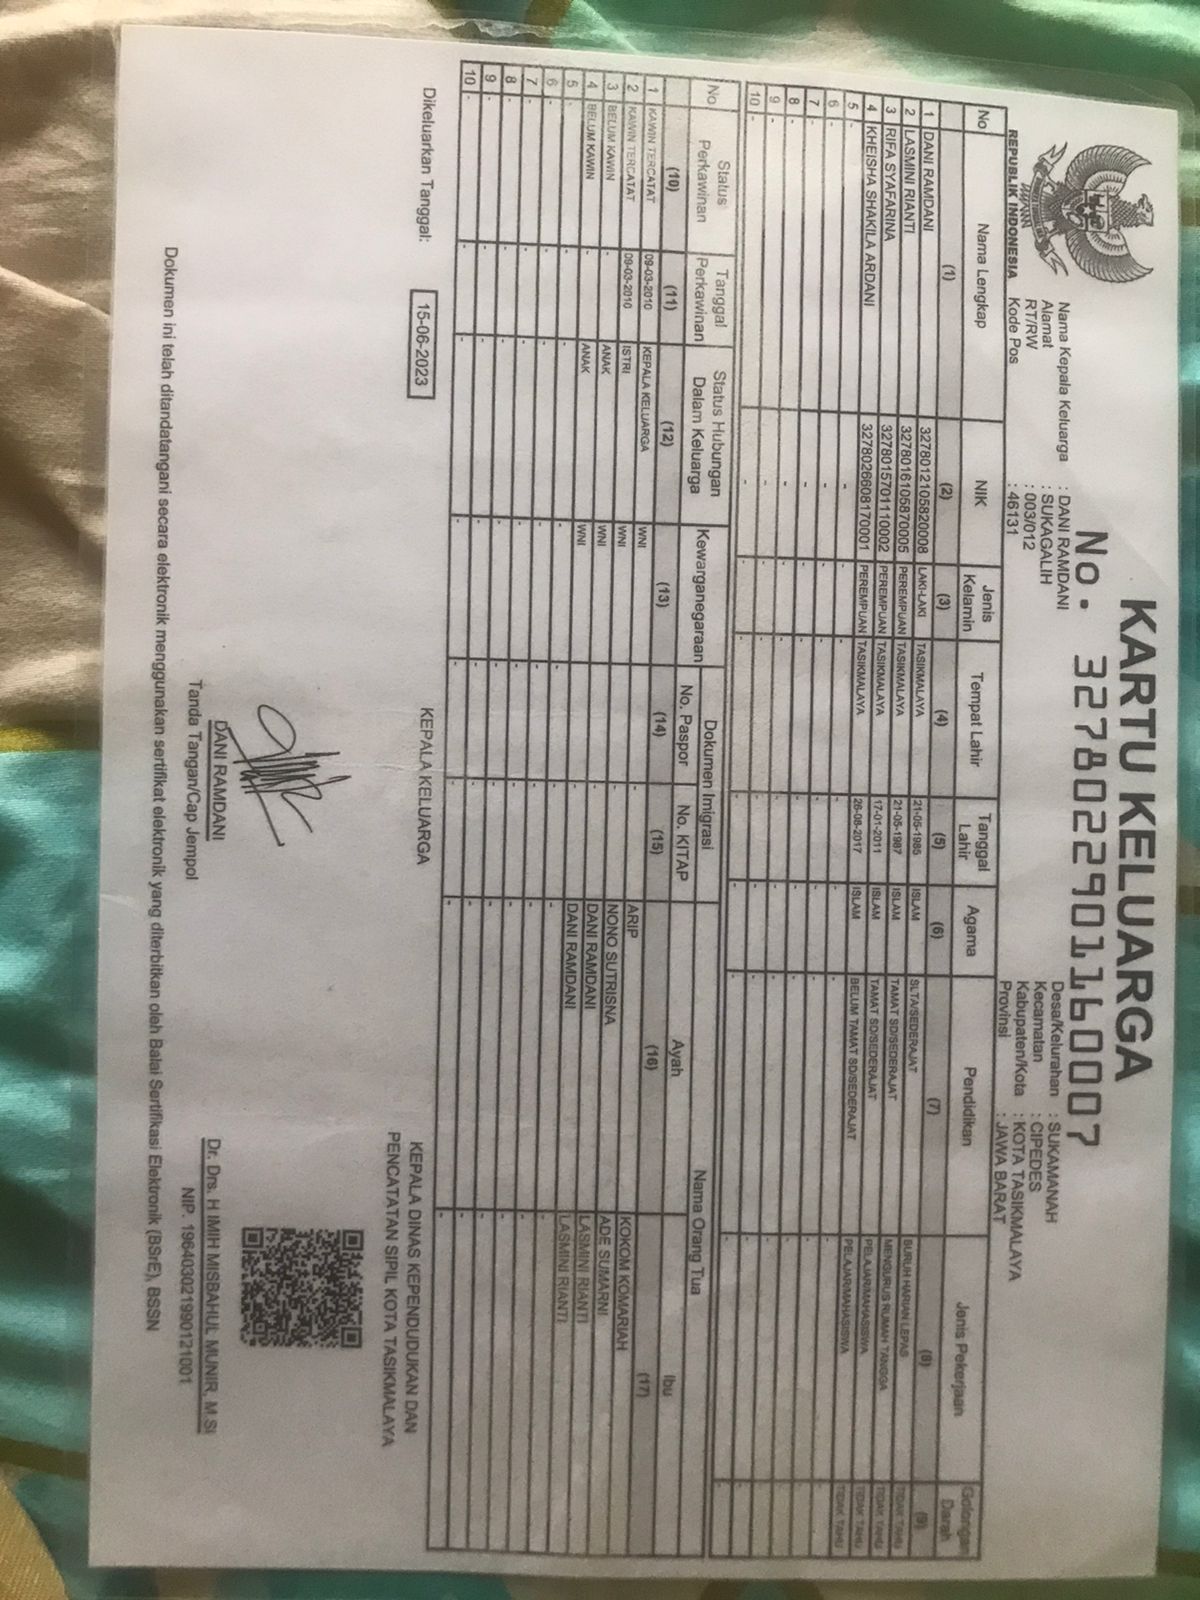 KARTU KELUARGA
No. 3278022901160007
REPUBLIK INDONESIA
Nama Kepala Keluarga : DANI RAMDANI
Alamat : SUKAGALIH
RT/RW : 003/012
Kode Pos : 46131
Desa/Kelurahan : SUKAMANAH
Kecamatan : CIPEDES
Kabupaten/Kota : KOTA TASIKMALAYA
Provinsi : JAWA BARAT
No Nama Lengkap NIK Jenis Kelamin Tempat Lahir Tanggal Lahir Agama Pendidikan Jenis Pekerjaan Golongan Darah
(1) (2) (3) (4) (5) (6) (7) (8) (9)
1 DANI RAMDANI 3278012105820008 LAKI-LAKI TASIKMALAYA 21-05-1985 ISLAM SLTA/SEDERAJAT BURUH HARIAN LEPAS TIDAK TAHU
2 LASMINI RIANTI 3278016105870005 PEREMPUAN TASIKMALAYA 21-05-1987 ISLAM TAMAT SD/SEDERAJAT MENGURUS RUMAH TANGGA TIDAK TAHU
3 RIFA SYAFARINA 3278015701110002 PEREMPUAN TASIKMALAYA 17-01-2011 ISLAM TAMAT SD/SEDERAJAT PELAJAR/MAHASISWA TIDAK TAHU
4 KHEISHA SHAKILA ARDANI 3278026608170001 PEREMPUAN TASIKMALAYA 26-08-2017 ISLAM BELUM TAMAT SD/SEDERAJAT PELAJAR/MAHASISWA TIDAK TAHU
5 - - - - - - - - -
6 - - - - - - - - -
7 - - - - - - - - -
8 - - - - - - - - -
9 - - - - - - - - -
10 - - - - - - - - -
No Status Perkawinan Tanggal Perkawinan Status Hubungan Dalam Keluarga Kewarganegaraan Dokumen Imigrasi Nama Orang Tua
No. Paspor No. KITAP Ayah Ibu
(10) (11) (12) (13) (14) (15) (16) (17)
1 KAWIN TERCATAT 09-03-2010 KEPALA KELUARGA WNI - - ARIP KOKOM KOMARIAH
2 KAWIN TERCATAT 09-03-2010 ISTRI WNI - - NONO SUTRISNA ADE SUMARNI
3 BELUM KAWIN - ANAK WNI - - DANI RAMDANI LASMINI RIANTI
4 BELUM KAWIN - ANAK WNI - - DANI RAMDANI LASMINI RIANTI
5 - - - - - - - -
6 - - - - - - - -
7 - - - - - - - -
8 - - - - - - - -
9 - - - - - - - -
10 - - - - - - - -
Dikeluarkan Tanggal: 15-06-2023
KEPALA KELUARGA
DANI RAMDANI
Tanda Tangan/Cap Jempol
KEPALA DINAS KEPENDUDUKAN DAN
PENCATATAN SIPIL KOTA TASIKMALAYA
Dr. Drs. H IMIH MISBAHUL MUNIR, M.SI
NIP. 196403021990121001
Dokumen ini telah ditandatangani secara elektronik menggunakan sertifikat elektronik yang diterbitkan oleh Balai Sertifikasi Elektronik (BSrE), BSSN